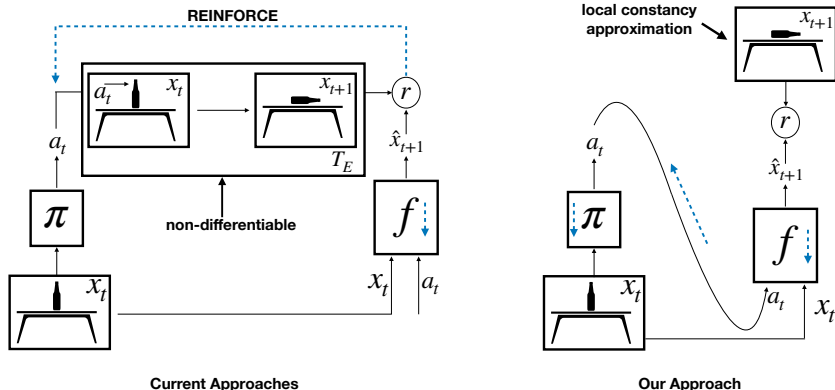 REINFORCE
a_t
x_t
x_{t+1}
T_E
r
a_t
x̂_{t+1}
non-differentiable
π
f
x_t
x_t
a_t
Current Approaches
local constancy
approximation
x_{t+1}
r
a_t
x̂_{t+1}
π
f
x_t
a_t
x_t
Our Approach